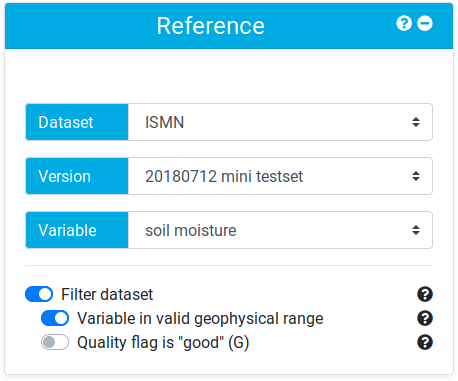 Reference
Dataset ISMN
Version 20180712 mini testset
Variable soil moisture
Filter dataset
Variable in valid geophysical range
Quality flag is "good" (G)